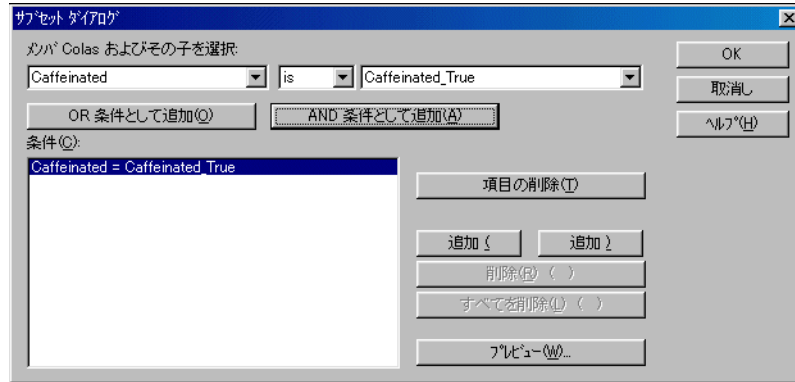 ｻﾌﾞｾｯﾄ ﾀﾞｲｱﾛｸﾞ
ﾒﾝﾊﾞ Colas およびその子を選択:
Caffeinated is Caffeinated_True
OK
取消し
OR 条件として追加(O) AND 条件として追加(A)
ﾍﾙﾌﾟ(H)
条件(C):
Caffeinated = Caffeinated_True
項目の削除(T)
追加 ( 追加 )
削除(R) ( )
すべてを削除(L) ( )
ﾌﾟﾚﾋﾞｭｰ(W)...